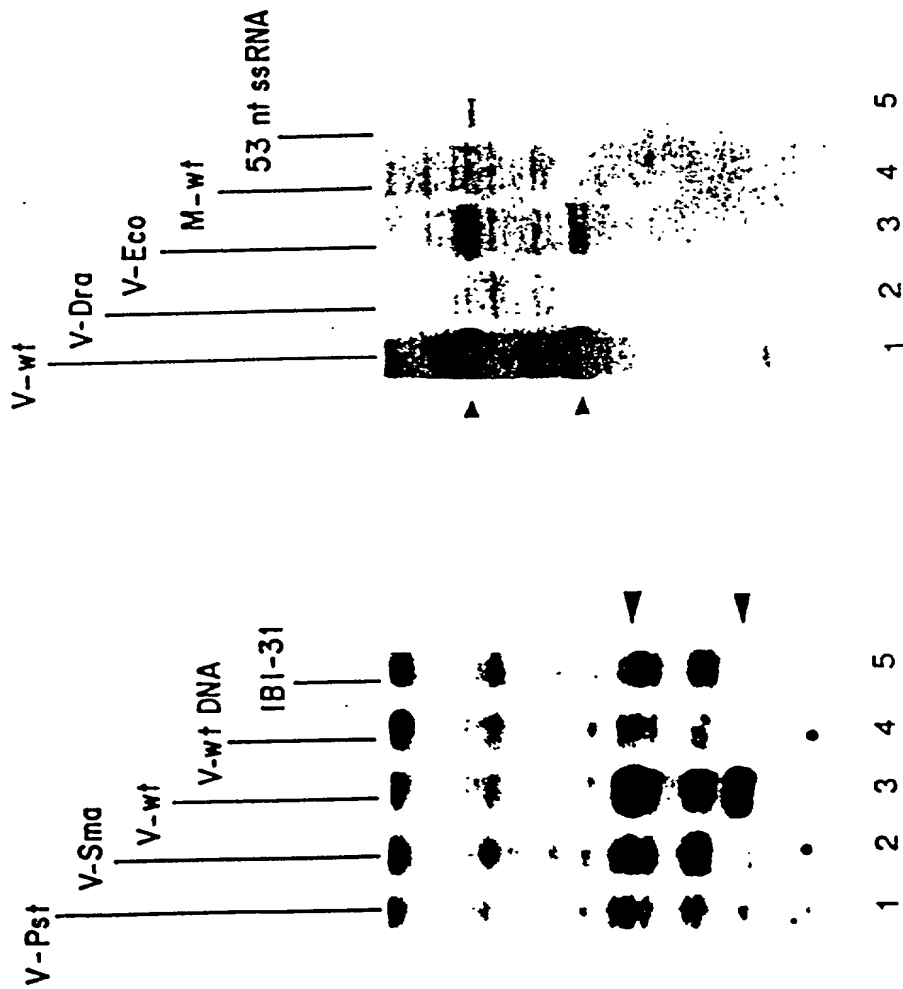 V-wt
V-Dra
V-Eco
M-wt
53 nt ssRNA
1 2 3 4 5
V-Pst
V-Sma
V-wt
V-wt DNA
IBI-31
1 2 3 4 5